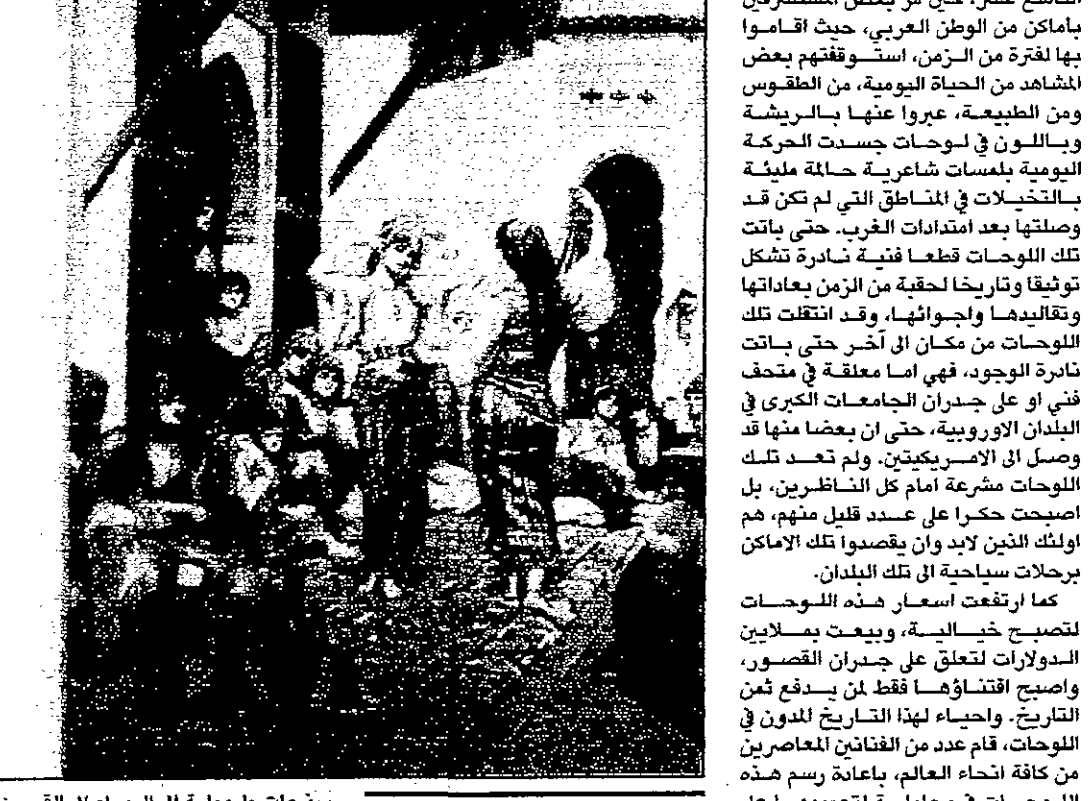 التاسع عشر، حين مر بعض المستشرقين
بأماكن من الوطن العربي، حيث اقاموا
بها لفترة من الزمن، استوقفتهم بعض
المشاهد من الحياة اليومية، من الطقوس
ومن الطبيعة، عبروا عنها بالريشة
وباللون في لوحات جسدت الحركة
اليومية بلمسات شاعرية حالمة مليئة
بالتخيلات في المناطق التي لم تكن قد
وصلتها بعد امتدادات الغرب. حتى باتت
تلك اللوحات قطعا فنية نادرة تشكل
توثيقا وتاريخا لحقبة من الزمن بعاداتها
وتقاليدها واجوائها، وقد انتقلت تلك
اللوحات من مكان الى آخر حتى باتت
نادرة الوجود، فهي اما معلقة في متحف
فني او على جدران الجامعات الكبرى في
البلدان الاوروبية، حتى ان بعضا منها قد
وصل الى الامريكيتين. ولم تعد تلك
اللوحات مشرعة امام كل الناظرين، بل
اصبحت حكرا على عدد قليل منهم، هم
اولئك الذين لابد وان يقصدوا تلك الاماكن
برحلات سياحية الى تلك البلدان.
كما ارتفعت اسعار هذه اللوحات
لتصبح خيالية، وبيعت بملايين
الدولارات لتعلق على جدران القصور،
واصبح اقتناؤها فقط لمن يدفع ثمن
التاريخ. واحياء لهذا التاريخ المدون في
اللوحات، قام عدد من الفنانين المعاصرين
من كافة انحاء العالم، باعادة رسم هذه